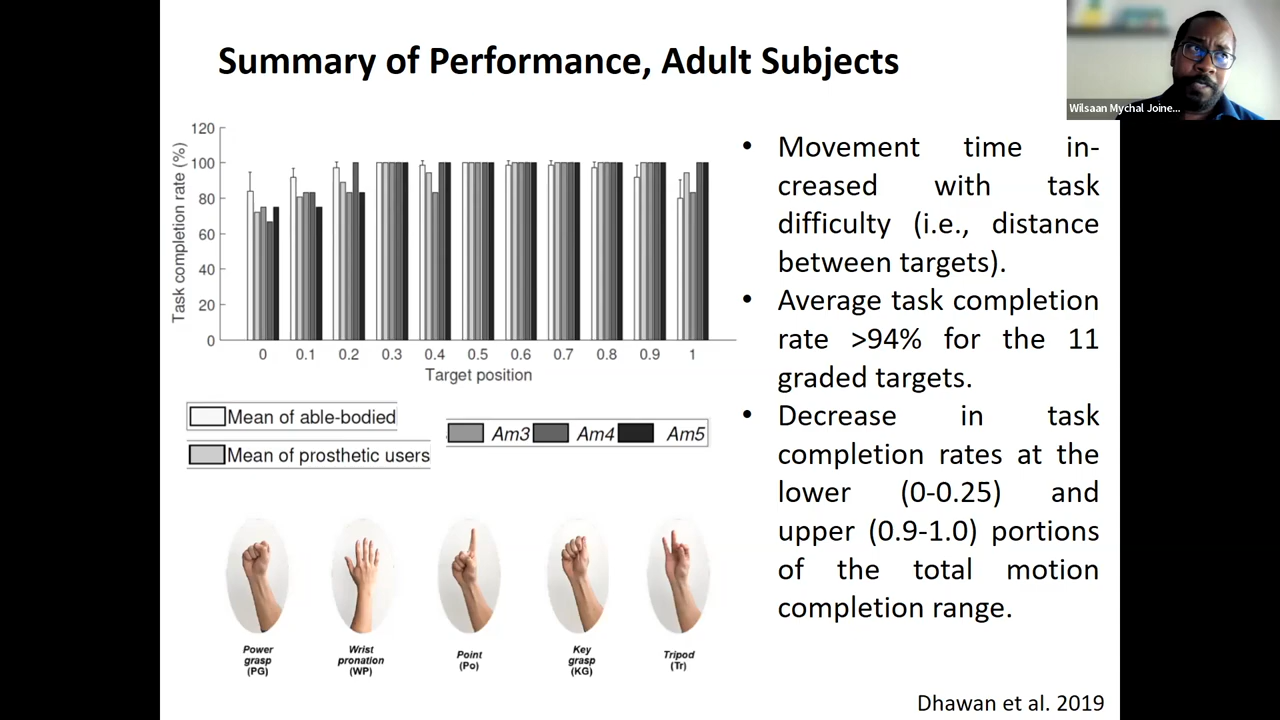 Summary of Performance, Adult Subjects
Wilsaan Mychal Joine...
120
100
80
60
40
20
0
Task completion rate (%)
0 0.1 0.2 0.3 0.4 0.5 0.6 0.7 0.8 0.9 1
Target position
Mean of able-bodied
Mean of prosthetic users
Am3 Am4 Am5
Power
grasp
(PG)
Wrist
pronation
(WP)
Point
(Po)
Key
grasp
(KG)
Tripod
(Tr)
• Movement time in-
creased with task
difficulty (i.e., distance
between targets).
• Average task completion
rate >94% for the 11
graded targets.
• Decrease in task
completion rates at the
lower (0-0.25) and
upper (0.9-1.0) portions
of the total motion
completion range.
Dhawan et al. 2019